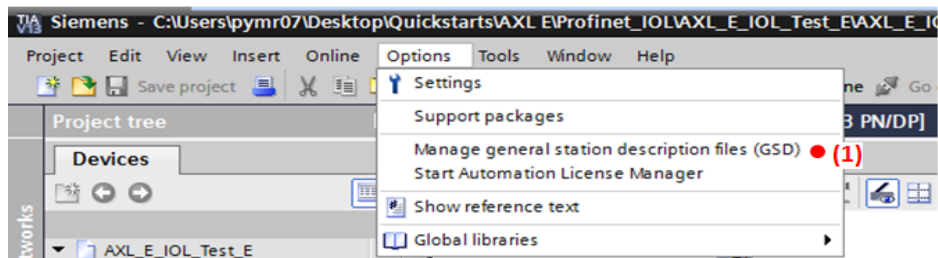 TIA V13 Siemens - C:\Users\pymr07\Desktop\Quickstarts\AXL E\Profinet_IOL\AXL_E_IOL_Test_E\AXL_E_IO
Project Edit View Insert Online Options Tools Window Help
Save project
Settings
ne Go
Support packages
Project tree
3 PN/DP]
Manage general station description files (GSD) (1)
Devices
Start Automation License Manager
Show reference text
Global libraries
AXL_E_IOL_Test_E
tworks